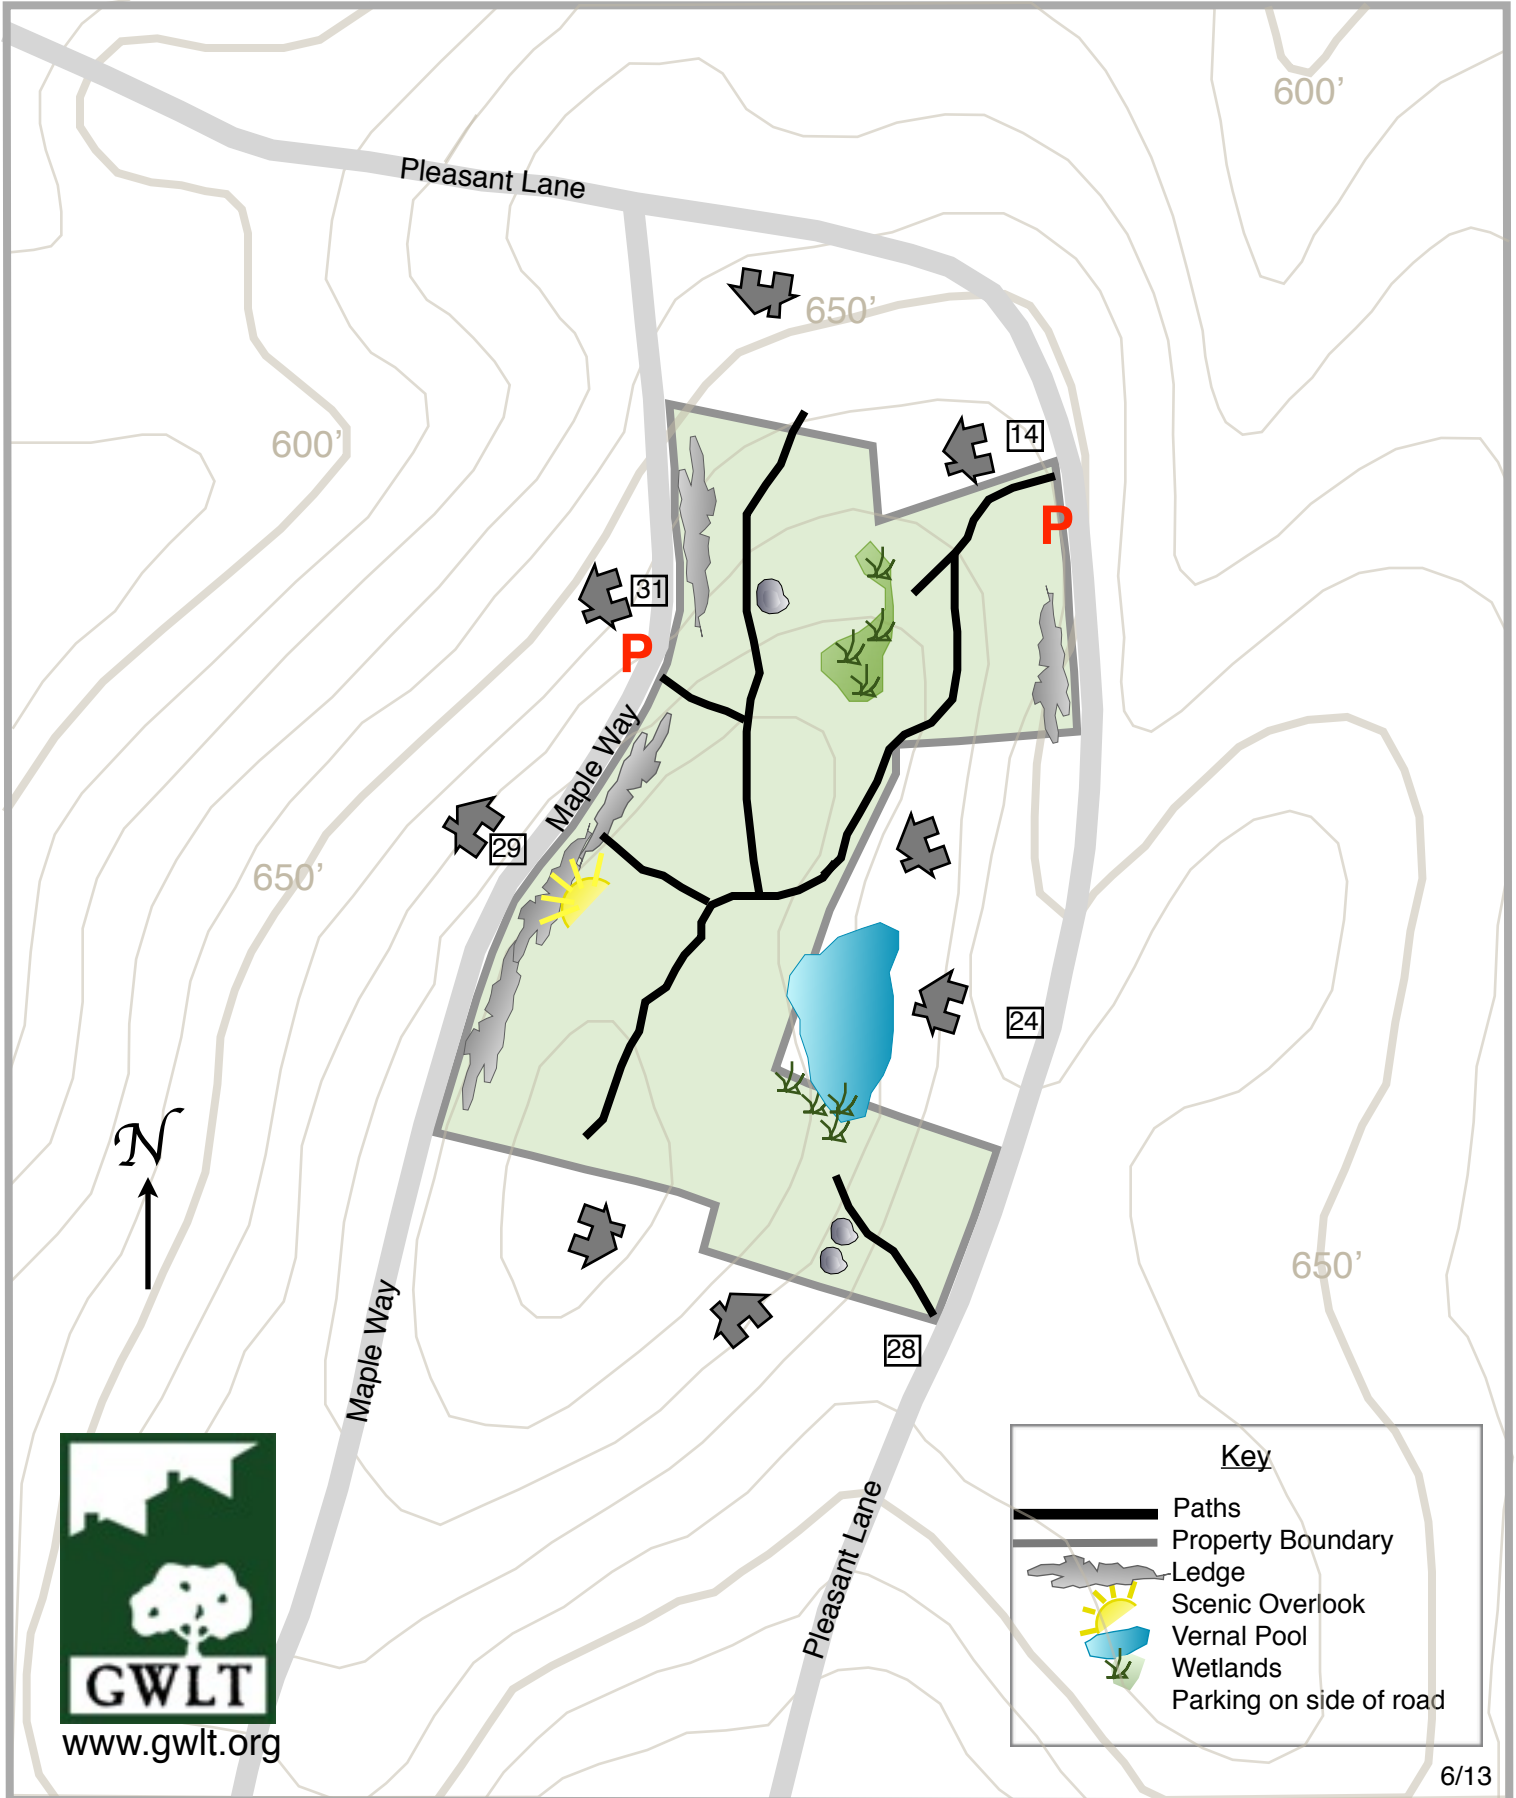 600’
Pleasant Lane
650’
14
600’
31
P
P
Maple Way
29
650’
24
N
650’
28
Maple Way
Pleasant Lane
Key
Paths
Property Boundary
Ledge
Scenic Overlook
Vernal Pool
Wetlands
Parking on side of road
GWLT
www.gwlt.org
6/13